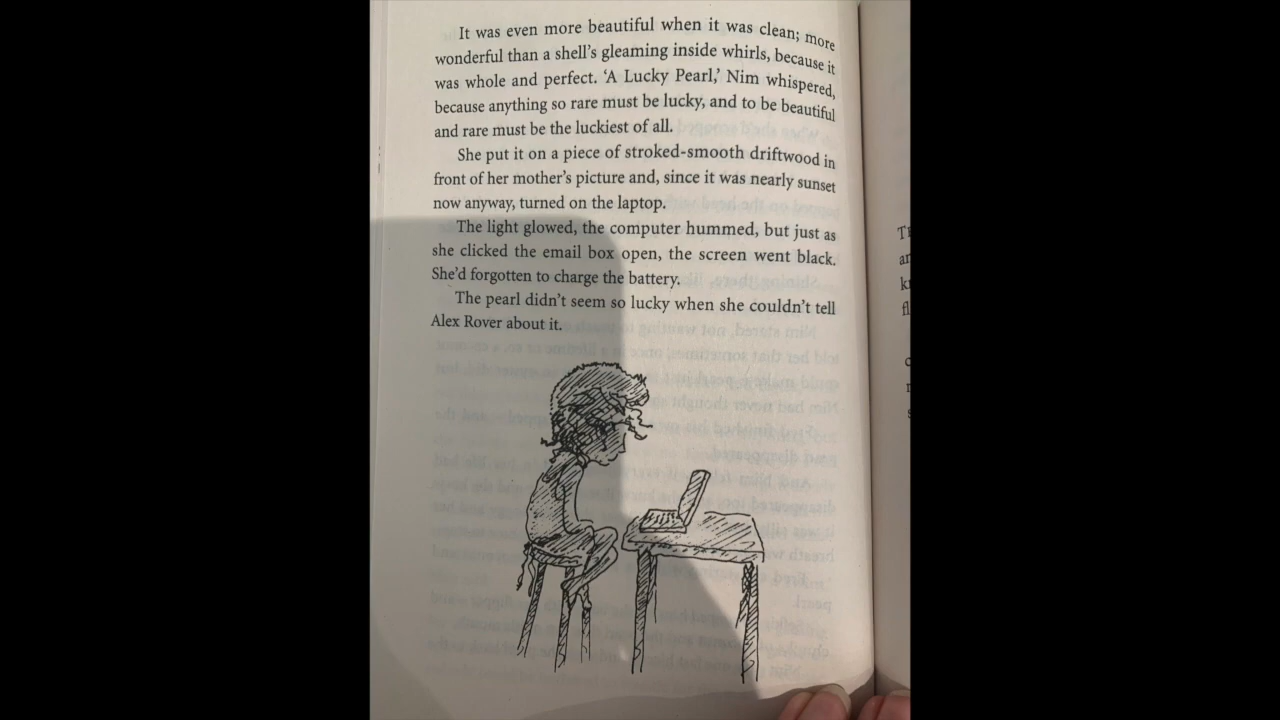 It was even more beautiful when it was clean; more
wonderful than a shell’s gleaming inside whirls, because it
was whole and perfect. ‘A Lucky Pearl,’ Nim whispered,
because anything so rare must be lucky, and to be beautiful
and rare must be the luckiest of all.
She put it on a piece of stroked-smooth driftwood in
front of her mother’s picture and, since it was nearly sunset
now anyway, turned on the laptop.
The light glowed, the computer hummed, but just as
she clicked the email box open, the screen went black.
She’d forgotten to charge the battery.
The pearl didn’t seem so lucky when she couldn’t tell
Alex Rover about it.